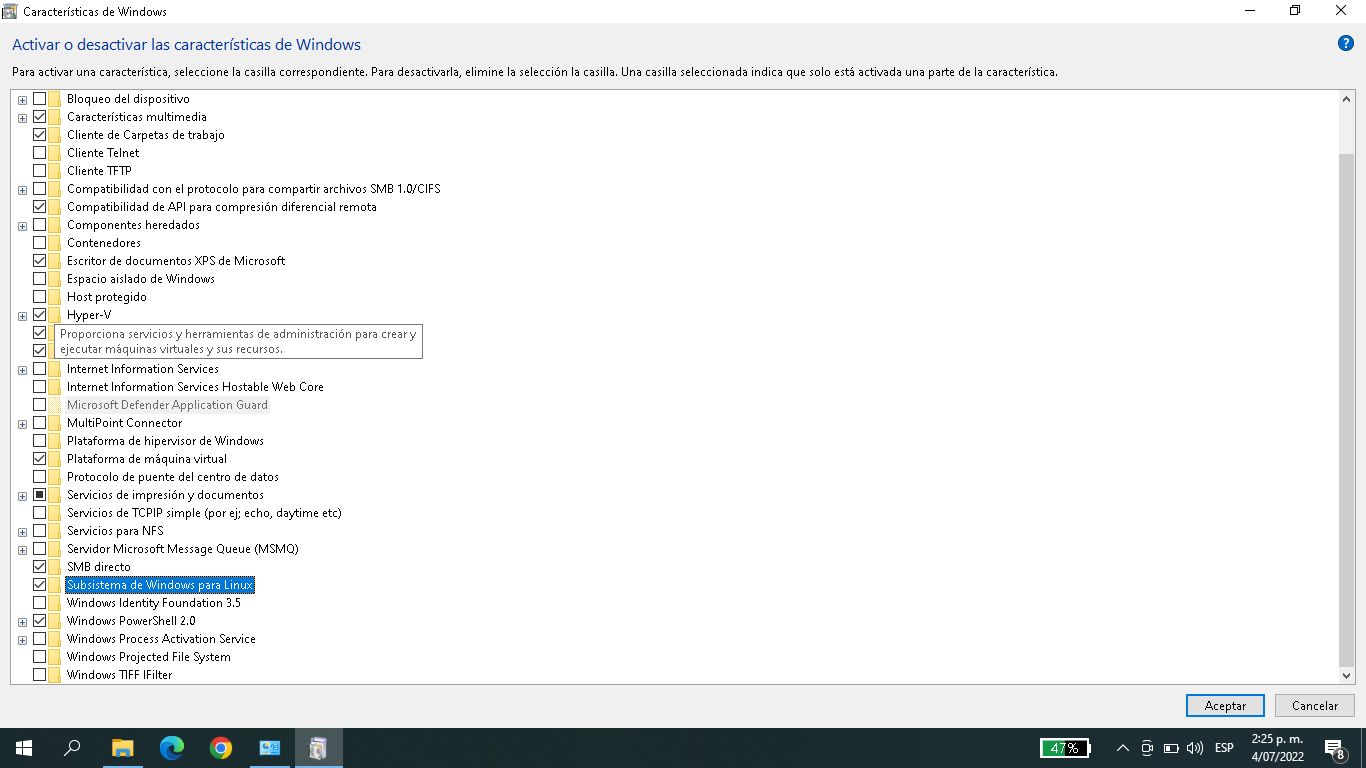 Características de Windows
Activar o desactivar las características de Windows
?
Para activar una característica, seleccione la casilla correspondiente. Para desactivarla, elimine la selección la casilla. Una casilla seleccionada indica que solo está activada una parte de la característica.
Bloqueo del dispositivo
Características multimedia
Cliente de Carpetas de trabajo
Cliente Telnet
Cliente TFTP
Compatibilidad con el protocolo para compartir archivos SMB 1.0/CIFS
Compatibilidad de API para compresión diferencial remota
Componentes heredados
Contenedores
Escritor de documentos XPS de Microsoft
Espacio aislado de Windows
Host protegido
Hyper-V
Proporciona servicios y herramientas de administración para crear y
ejecutar máquinas virtuales y sus recursos.
Internet Information Services
Internet Information Services Hostable Web Core
Microsoft Defender Application Guard
MultiPoint Connector
Plataforma de hipervisor de Windows
Plataforma de máquina virtual
Protocolo de puente del centro de datos
Servicios de impresión y documentos
Servicios de TCPIP simple (por ej; echo, daytime etc)
Servicios para NFS
Servidor Microsoft Message Queue (MSMQ)
SMB directo
Subsistema de Windows para Linux
Windows Identity Foundation 3.5
Windows PowerShell 2.0
Windows Process Activation Service
Windows Projected File System
Windows TIFF IFilter
Aceptar
Cancelar
47%
ESP
2:25 p. m.
4/07/2022
8